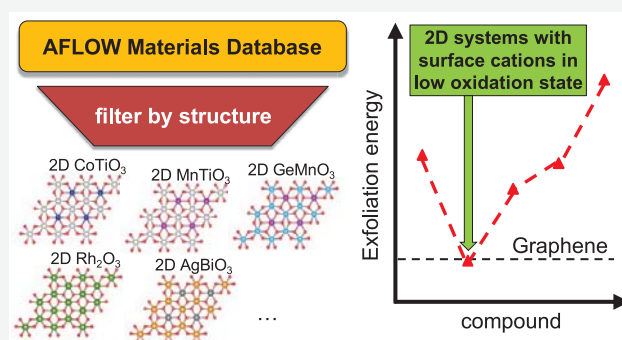 AFLOW Materials Database
filter by structure
2D CoTiO₃
2D MnTiO₃
2D GeMnO₃
2D Rh₂O₃
2D AgBiO₃
...
2D systems with
surface cations in
low oxidation state
Exfoliation energy
Graphene
compound